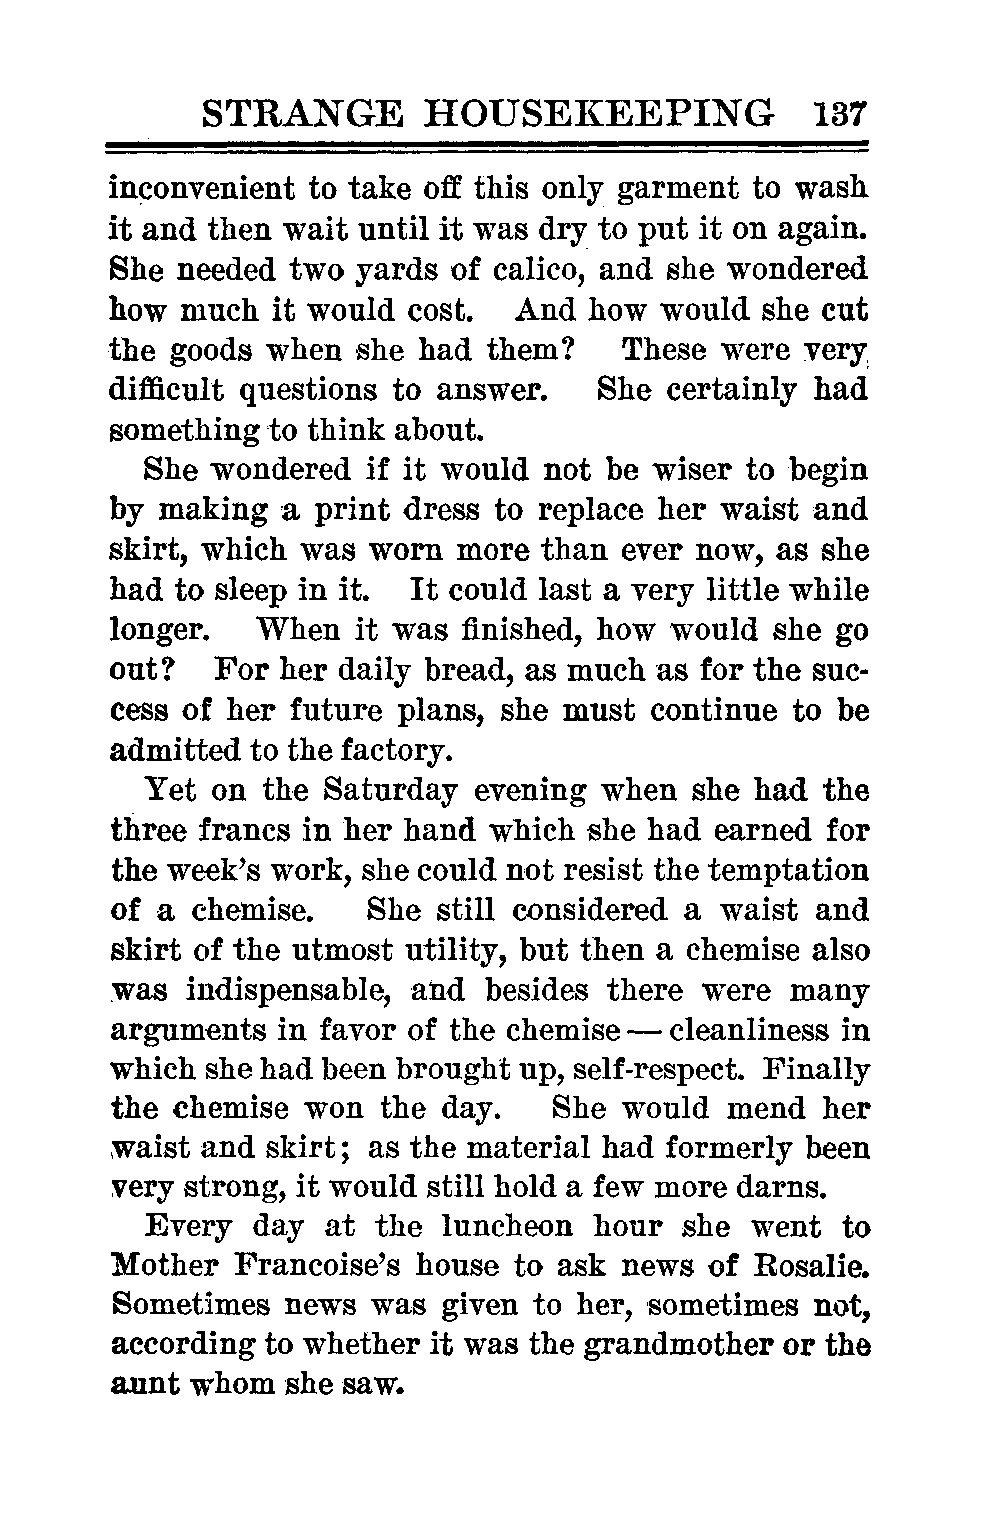 STRANGE HOUSEKEEPING 137
inconvenient to take off this only garment to wash
it and then wait until it was dry to put it on again.
She needed two yards of calico, and she wondered
how much it would cost. And how would she cut
the goods when she had them? These were very
difficult questions to answer. She certainly had
something to think about.
She wondered if it would not be wiser to begin
by making a print dress to replace her waist and
skirt, which was worn more than ever now, as she
had to sleep in it. It could last a very little while
longer. When it was finished, how would she go
out? For her daily bread, as much as for the suc-
cess of her future plans, she must continue to be
admitted to the factory.
Yet on the Saturday evening when she had the
three francs in her hand which she had earned for
the week's work, she could not resist the temptation
of a chemise. She still considered a waist and
skirt of the utmost utility, but then a chemise also
was indispensable, and besides there were many
arguments in favor of the chemise — cleanliness in
which she had been brought up, self-respect. Finally
the chemise won the day. She would mend her
waist and skirt; as the material had formerly been
very strong, it would still hold a few more darns.
Every day at the luncheon hour she went to
Mother Francoise's house to ask news of Rosalie.
Sometimes news was given to her, sometimes not,
according to whether it was the grandmother or the
aunt whom she saw.